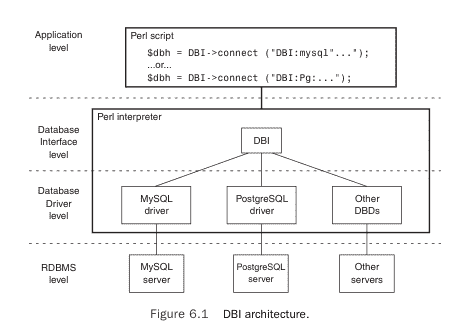 Application
level
Perl script
$dbh = DBI->connect ("DBI:mysql"...");
...or...
$dbh = DBI->connect ("DBI:Pg:...");
Perl interpreter
Database
Interface
level
DBI
Database
Driver
level
MySQL
driver
PostgreSQL
driver
Other
DBDs
RDBMS
level
MySQL
server
PostgreSQL
server
Other
servers
Figure 6.1 DBI architecture.